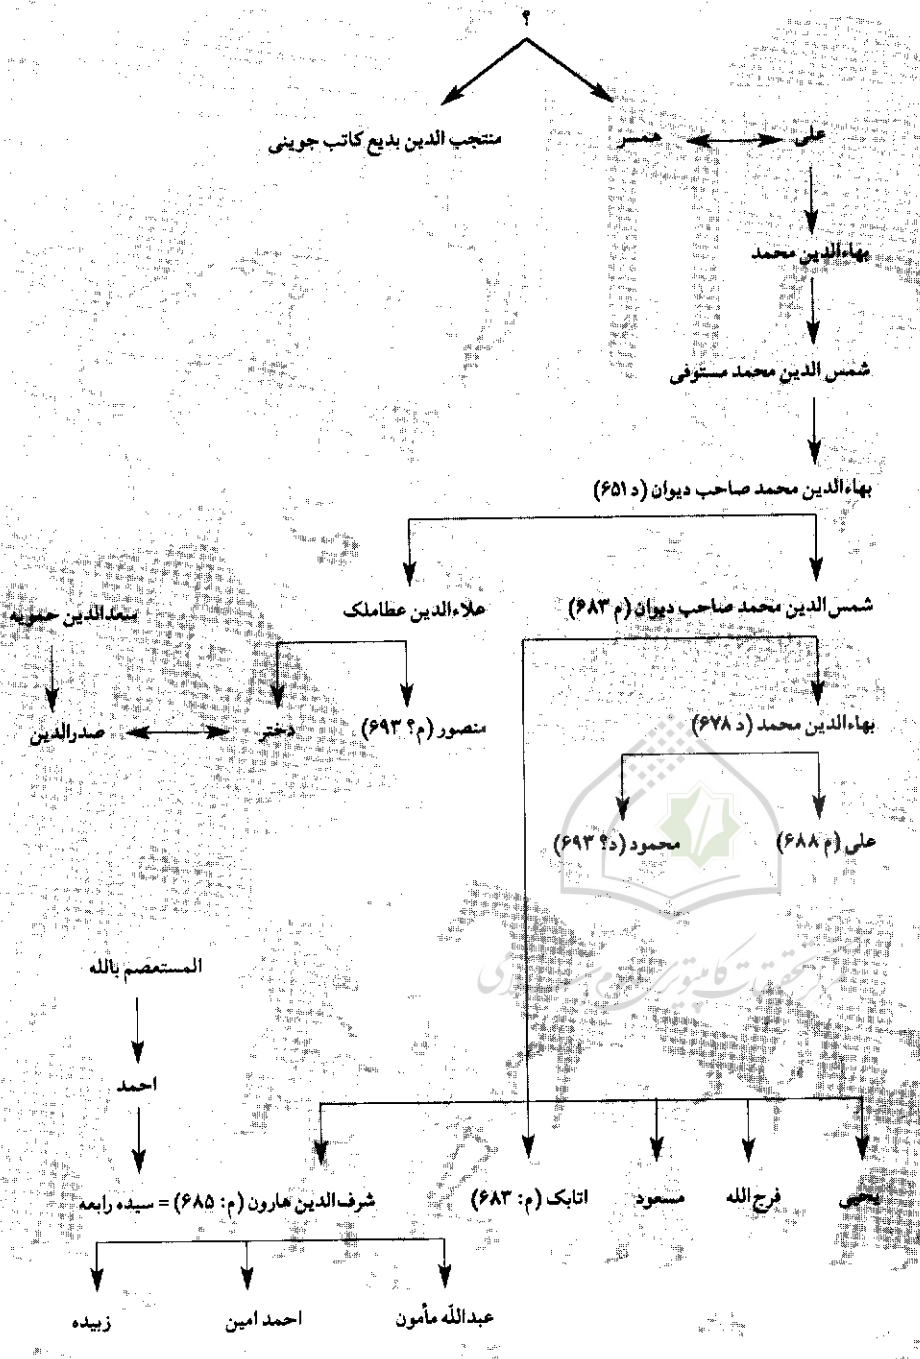 ؟
علی همسر منتجب الدین بدیع کاتب جوینی
بهاءالدین محمد
شمس الدین محمد مستوفی
بهاءالدین محمد صاحب دیوان (د ۶۵۱)
شمس الدین محمد صاحب دیوان (م ۶۸۳) علاءالدین عطاملک سعدالدین حمویه
بهاءالدین محمد (د ۶۷۸) منصور (م؟ ۶۹۳) دختر صدرالدین
علی (م ۶۸۸) محمود (د؟ ۶۹۳)
المستعصم بالله
احمد
یحیی فرج الله مسعود اتابک (م: ۶۸۳) شرف الدین هارون (م: ۶۸۵) = سیده رابعه
عبدالله مأمون احمد امین زبیده